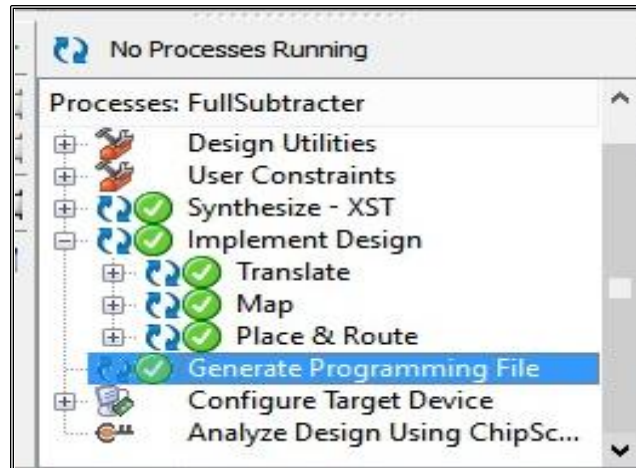 No Processes Running
Processes: FullSubtracter
Design Utilities
User Constraints
Synthesize - XST
Implement Design
Translate
Map
Place & Route
Generate Programming File
Configure Target Device
Analyze Design Using ChipSc...